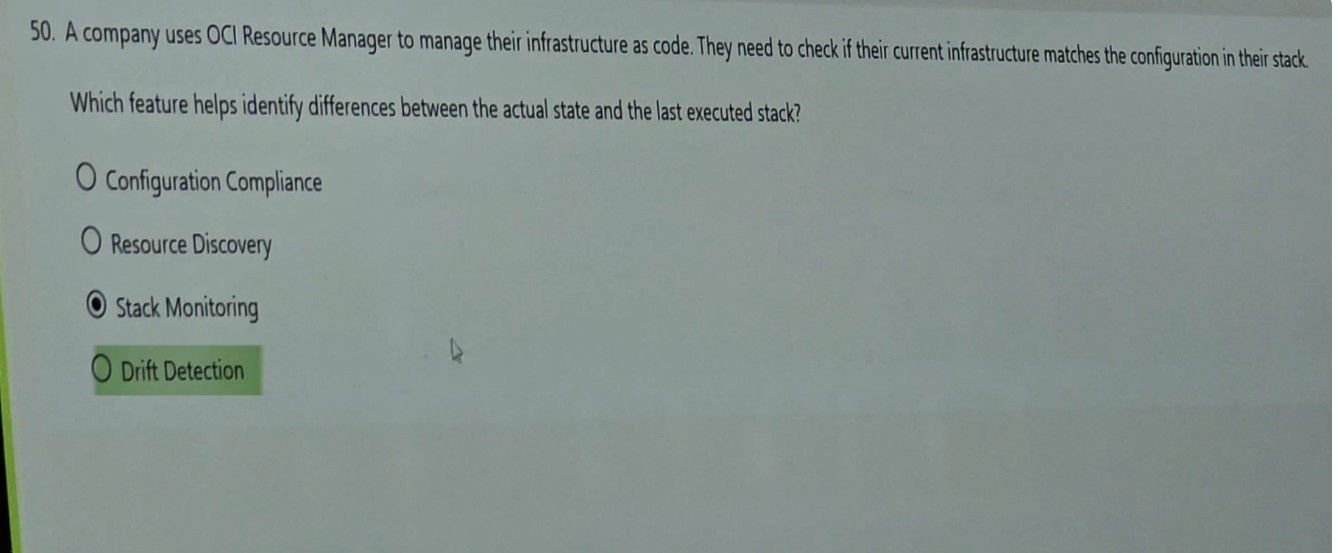 50. A company uses OCI Resource Manager to manage their infrastructure as code. They need to check if their current infrastructure matches the configuration in their stack.
Which feature helps identify differences between the actual state and the last executed stack?
Configuration Compliance
Resource Discovery
Stack Monitoring
Drift Detection